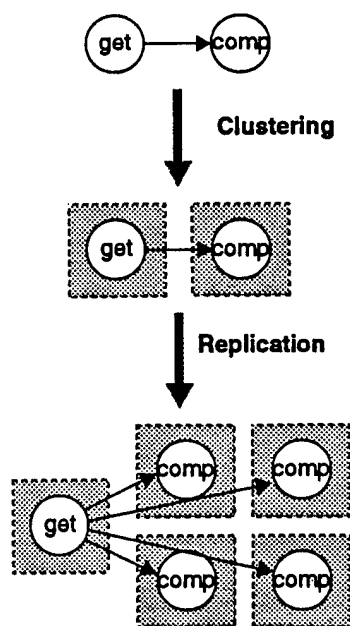 get comp
Clustering
get comp
Replication
comp comp
get
comp comp